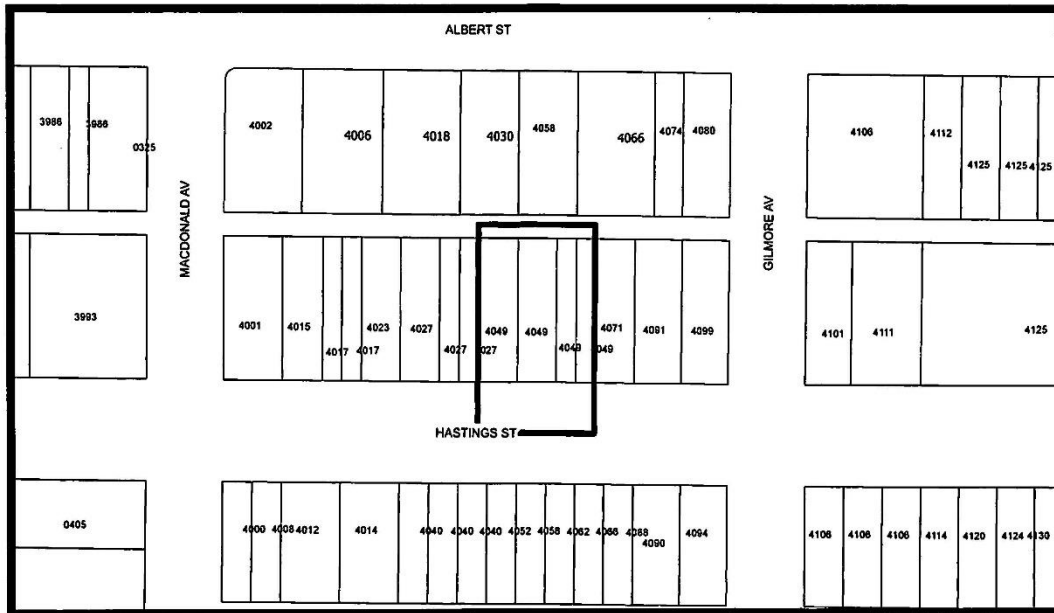 ALBERT ST
3986 3986 0325
4002 4006 4018 4030 4058 4066 4074 4080
4106 4112 4125 4125 4125
MACDONALD AV
GILMORE AV
3993
4001 4015 4017 4017 4023 4027 4027 4027 4049 4049 4049 4049 4071 4091 4099
4101 4111 4125
HASTINGS ST
0405
4000 4008 4012 4014 4040 4040 4040 4052 4058 4062 4066 4088 4090 4094
4106 4106 4106 4114 4120 4124 4130